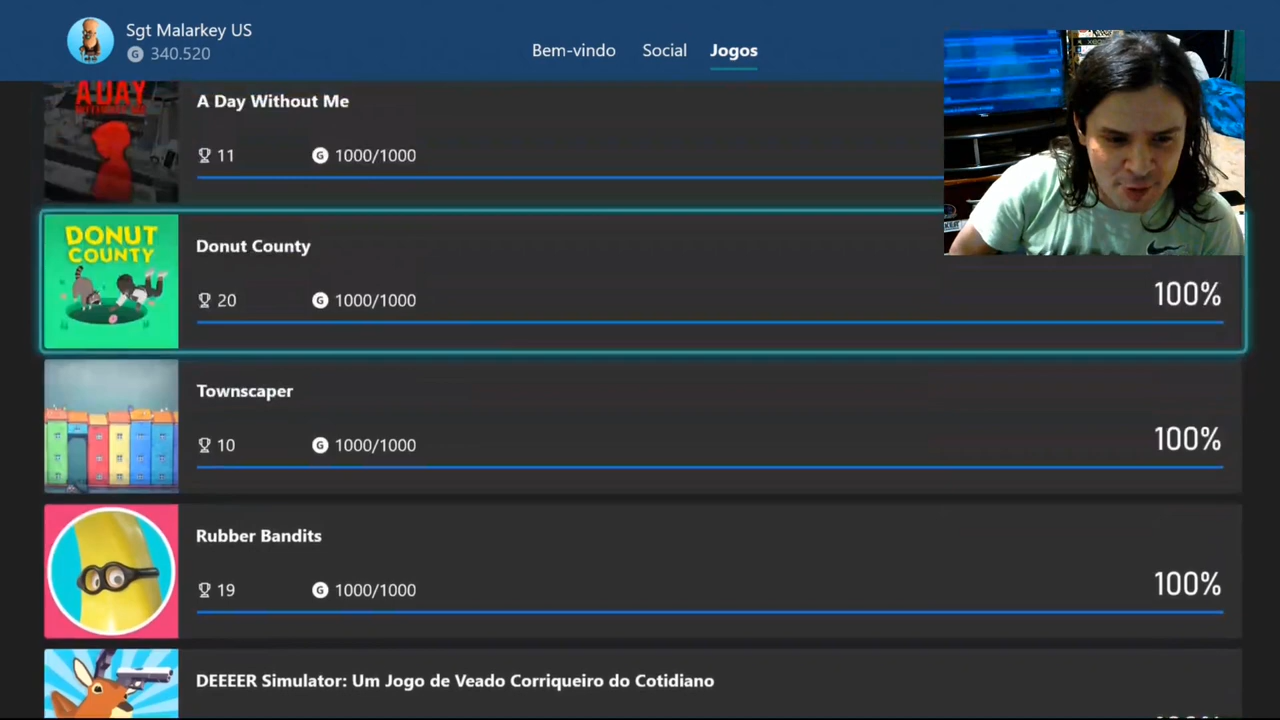 Sgt Malarkey US
G 340.520
Bem-vindo Social Jogos
A DAY
A Day Without Me
11 G 1000/1000
DONUT COUNTY
Donut County
20 G 1000/1000
100%
Townscaper
10 G 1000/1000
100%
Rubber Bandits
19 G 1000/1000
100%
DEEEER Simulator: Um Jogo de Veado Corriqueiro do Cotidiano